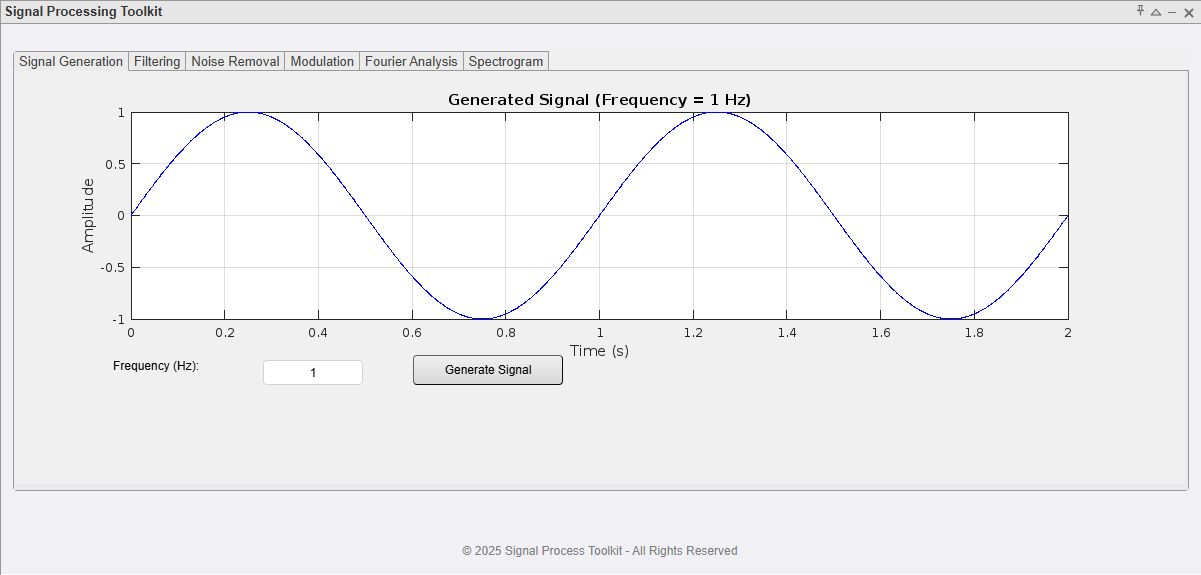 Signal Processing Toolkit
Signal Generation Filtering Noise Removal Modulation Fourier Analysis Spectrogram
Generated Signal (Frequency = 1 Hz)
1
0.5
0
-0.5
-1
Amplitude
0 0.2 0.4 0.6 0.8 1 1.2 1.4 1.6 1.8 2
Time (s)
Frequency (Hz): 1 Generate Signal
© 2025 Signal Process Toolkit - All Rights Reserved